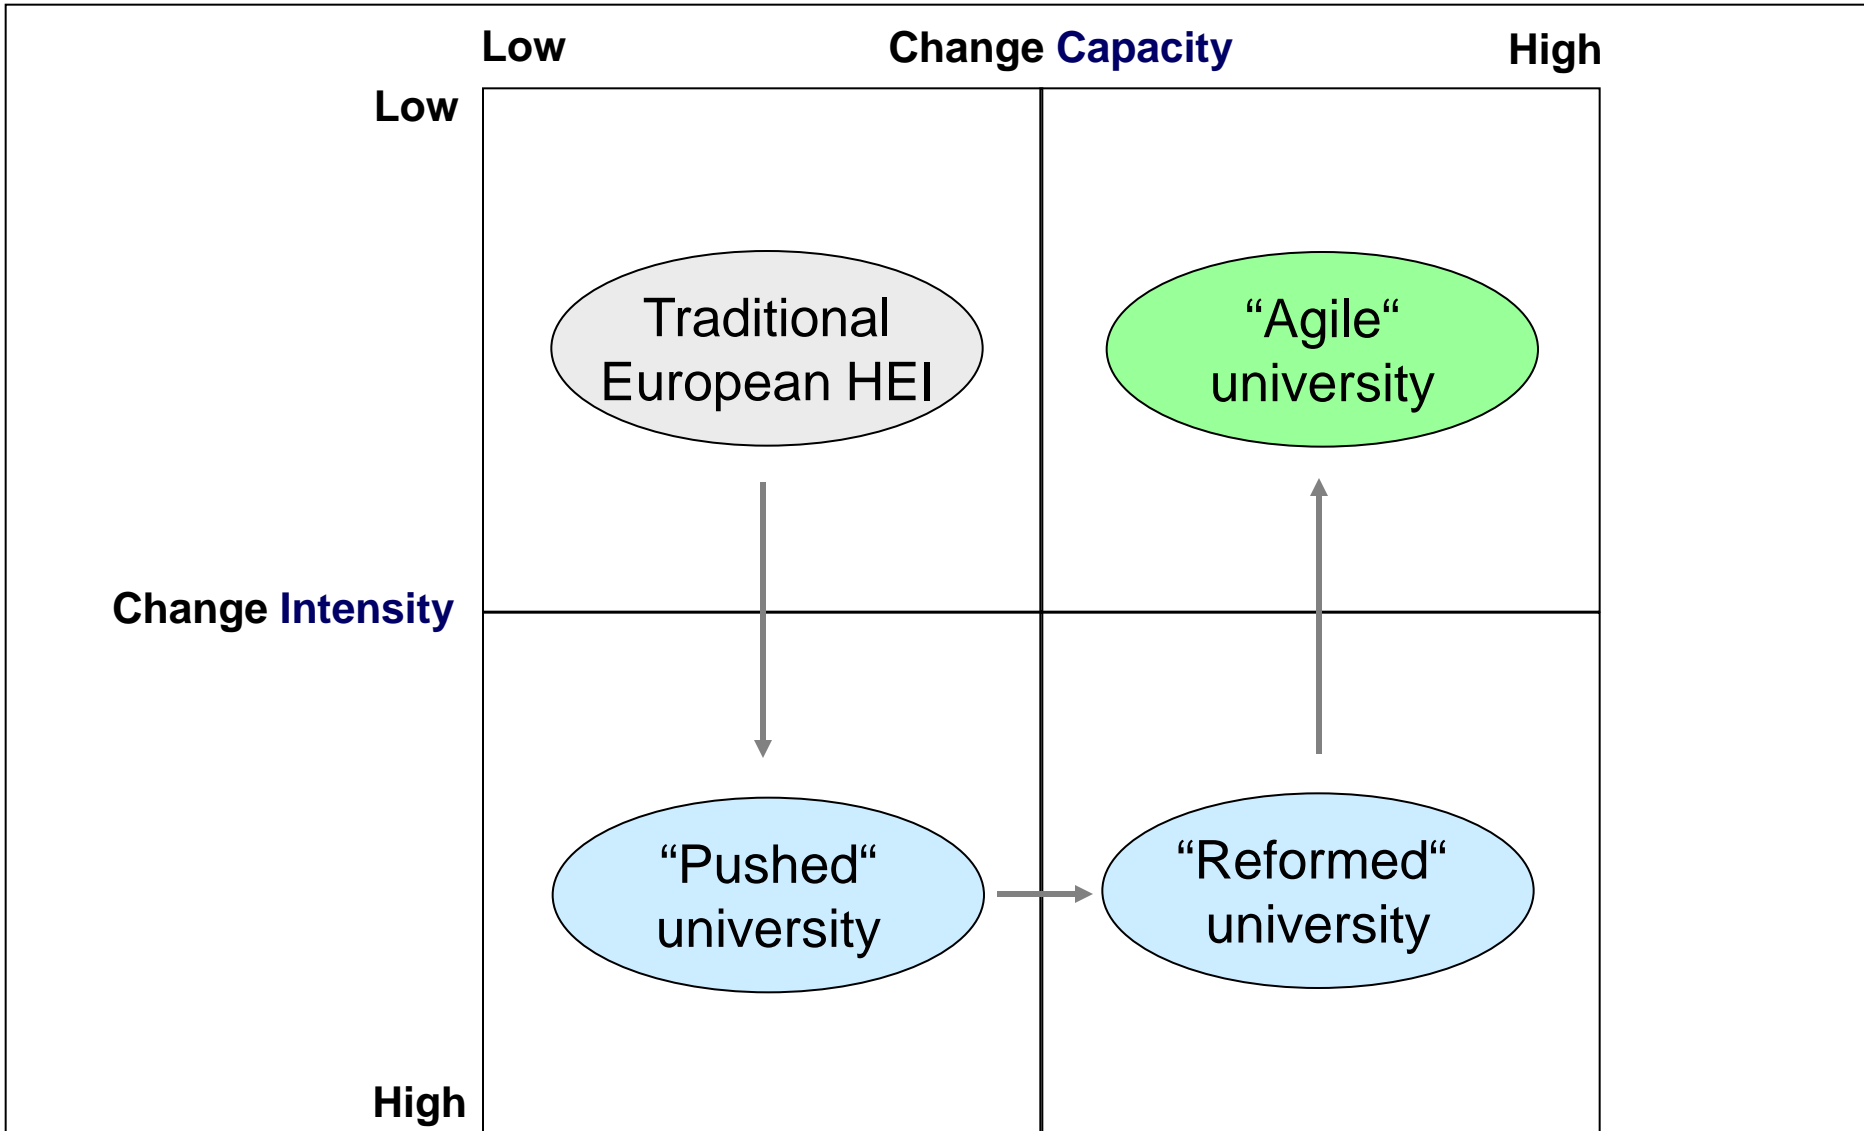 Low Change Capacity High
Low
Traditional
European HEI
“Agile“
university
Change Intensity
“Pushed“
university
“Reformed“
university
High